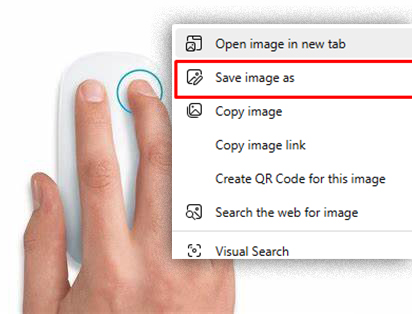 Open image in new tab
Save image as
Copy image
Copy image link
Create QR Code for this image
Search the web for image
Visual Search